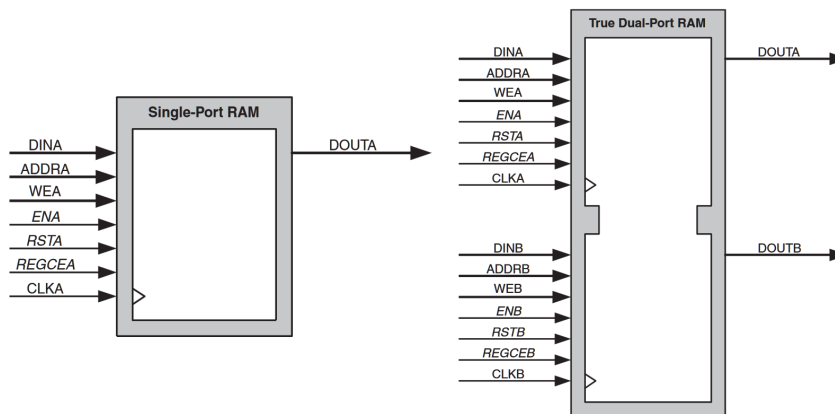 Single-Port RAM
DINA
ADDRA
WEA
ENA
RSTA
REGCEA
CLKA
DOUTA
True Dual-Port RAM
DINA
ADDRA
WEA
ENA
RSTA
REGCEA
CLKA
DOUTA
DINB
ADDRB
WEB
ENB
RSTB
REGCEB
CLKB
DOUTB